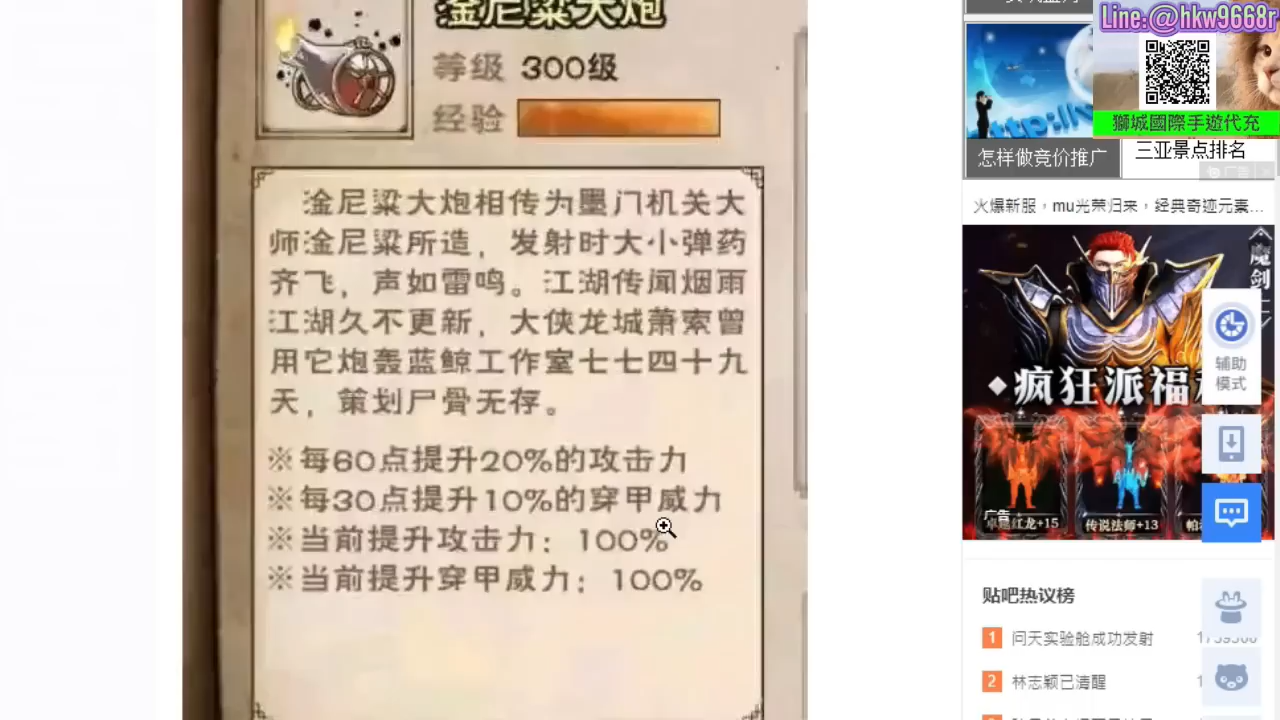 淦尼粱大炮
等级 300级
经验
淦尼粱大炮相传为墨门机关大
师淦尼粱所造，发射时大小弹药
齐飞，声如雷鸣。江湖传闻烟雨
江湖久不更新，大侠龙城萧索曾
用它炮轰蓝鲸工作室七七四十九
天，策划尸骨无存。
※每60点提升20%的攻击力
※每30点提升10%的穿甲威力
※当前提升攻击力：100%
※当前提升穿甲威力：100%
Line:@hkw9668r
獅城國際手遊代充
http://
怎样做竞价推广
三亚景点排名
广告
火爆新服，mu光荣归来，经典奇迹元素...
魔剑士
疯狂派福
广告
卓越红龙+15
传说法师+13
辅助
模式
贴吧热议榜
1 问天实验舱成功发射
2 林志颖已清醒